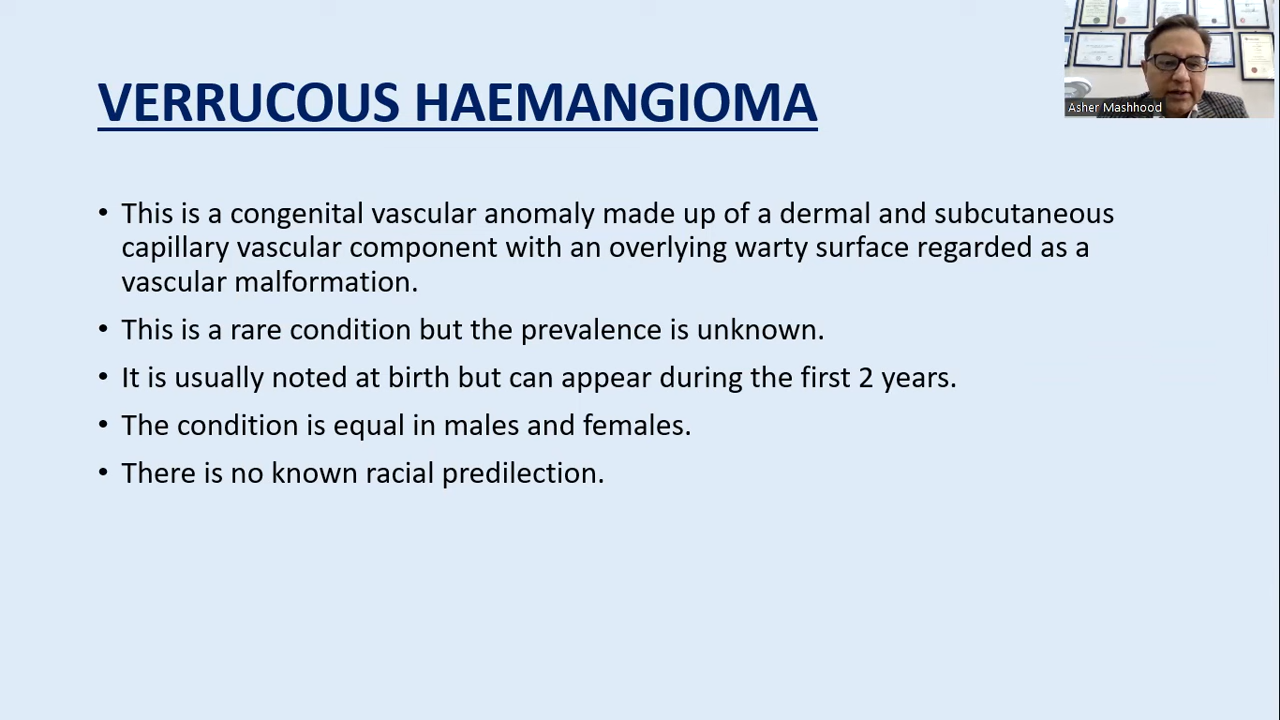 VERRUCOUS HAEMANGIOMA
Asher Mashhood
• This is a congenital vascular anomaly made up of a dermal and subcutaneous
capillary vascular component with an overlying warty surface regarded as a
vascular malformation.
• This is a rare condition but the prevalence is unknown.
• It is usually noted at birth but can appear during the first 2 years.
• The condition is equal in males and females.
• There is no known racial predilection.